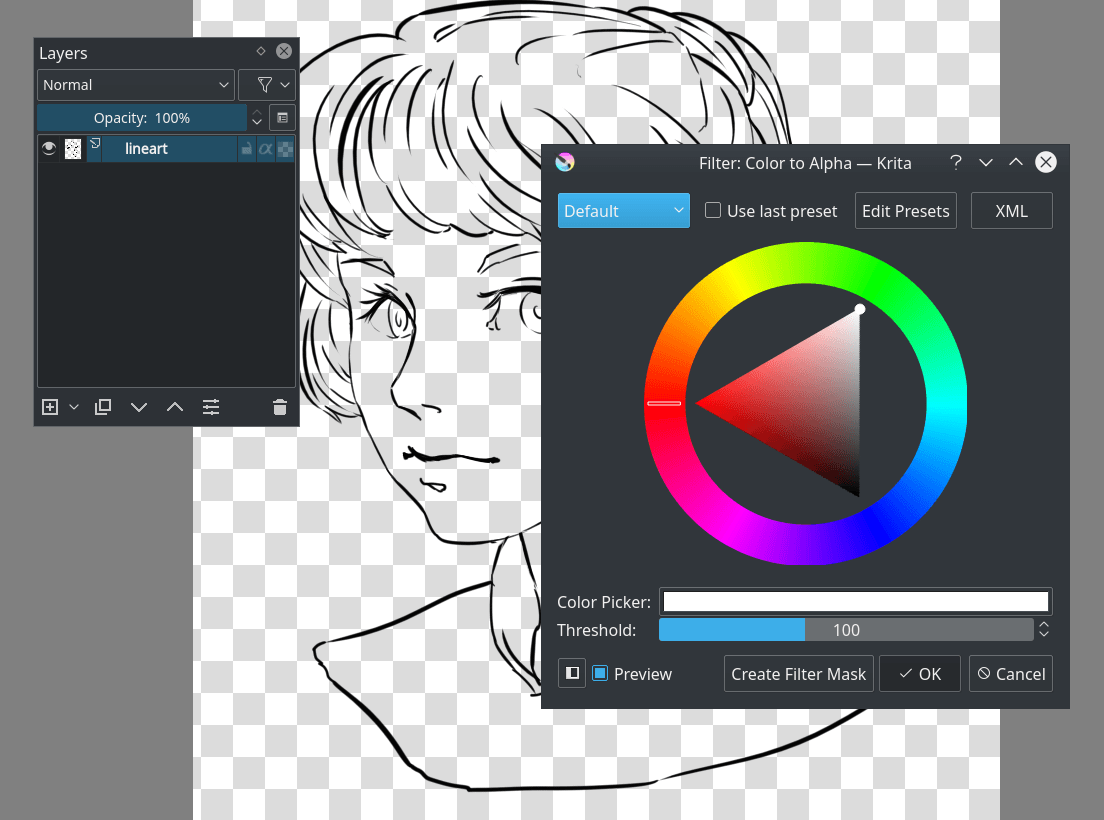 Layers
Normal
Opacity: 100%
lineart
α
Filter: Color to Alpha — Krita
Default
Use last preset
Edit Presets
XML
Color Picker:
Threshold:
100
Preview
Create Filter Mask
OK
Cancel